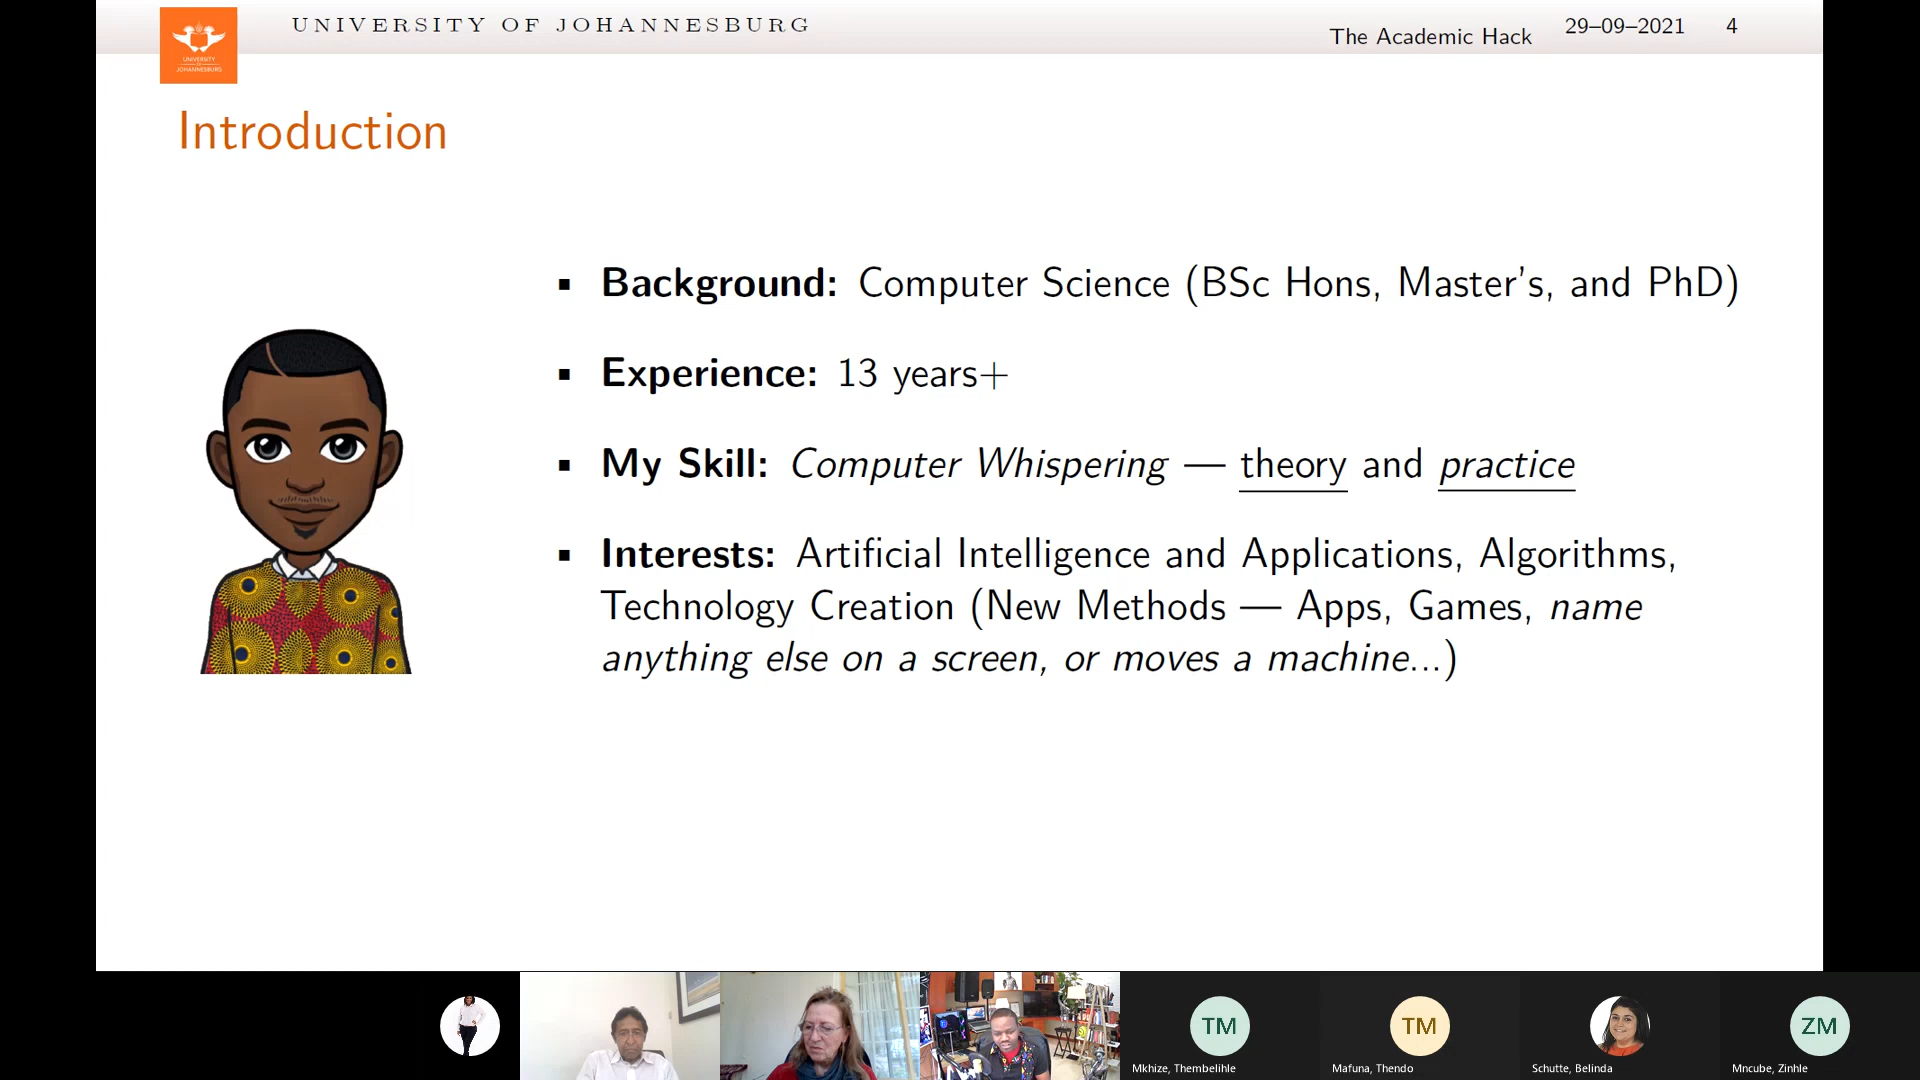 UNIVERSITY OF JOHANNESBURG
The Academic Hack
29–09–2021
4
UNIVERSITY
OF
JOHANNESBURG
Introduction
▪ Background: Computer Science (BSc Hons, Master's, and PhD)
▪ Experience: 13 years+
▪ My Skill: Computer Whispering — theory and practice
▪ Interests: Artificial Intelligence and Applications, Algorithms,
Technology Creation (New Methods — Apps, Games, name
anything else on a screen, or moves a machine...)
TM
TM
ZM
Mkhize, Thembelihle
Mafuna, Thendo
Schutte, Belinda
Mncube, Zinhle